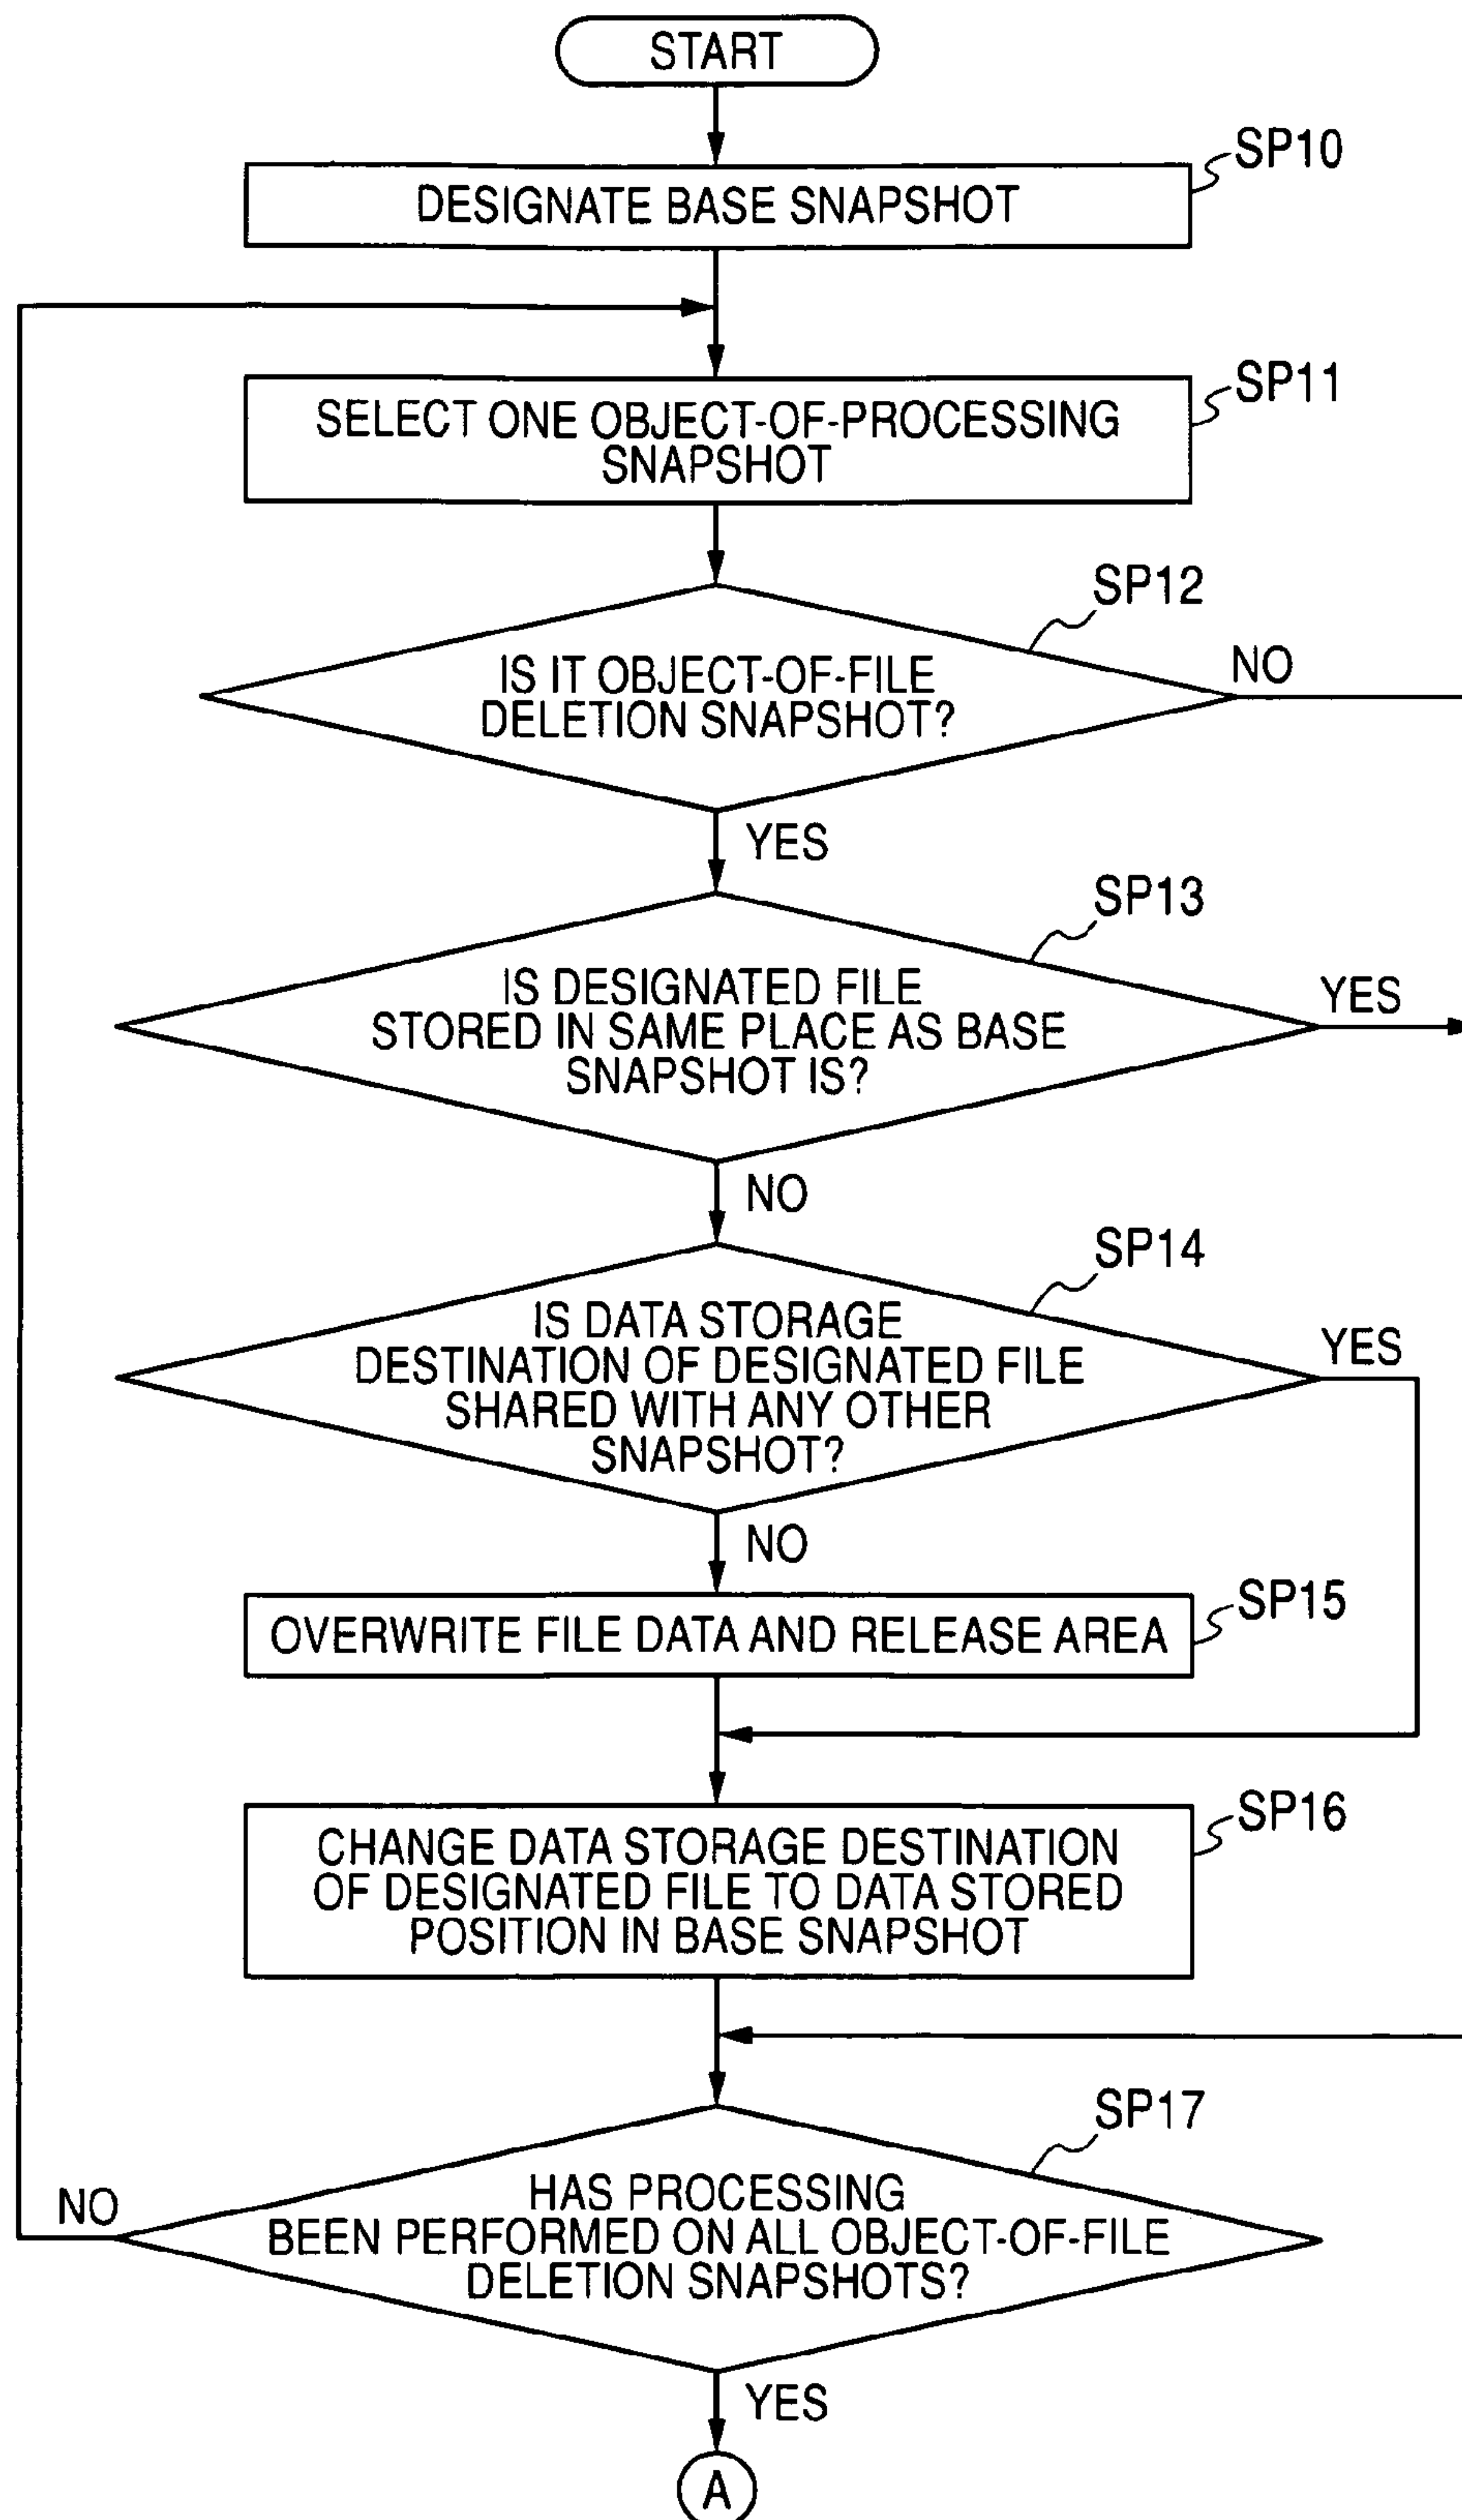 START
SP10
DESIGNATE BASE SNAPSHOT
SP11
SELECT ONE OBJECT-OF-PROCESSING
SNAPSHOT
SP12
NO
IS IT OBJECT-OF-FILE
DELETION SNAPSHOT?
YES
SP13
IS DESIGNATED FILE
YES
STORED IN SAME PLACE AS BASE
SNAPSHOT IS?
NO
SP14
IS DATA STORAGE
YES
DESTINATION OF DESIGNATED FILE
SHARED WITH ANY OTHER
SNAPSHOT?
NO
SP15
OVERWRITE FILE DATA AND RELEASE AREA
SP16
CHANGE DATA STORAGE DESTINATION
OF DESIGNATED FILE TO DATA STORED
POSITION IN BASE SNAPSHOT
SP17
NO
HAS PROCESSING
BEEN PERFORMED ON ALL OBJECT-OF-FILE
DELETION SNAPSHOTS?
YES
A